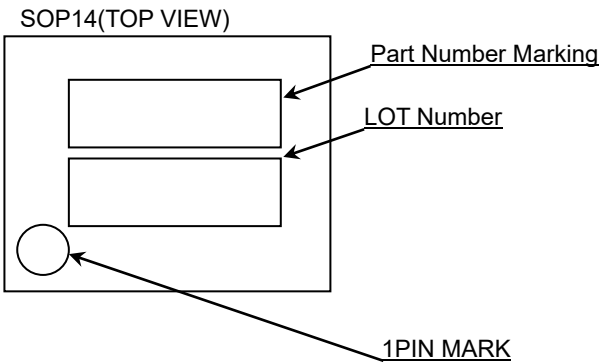 SOP14(TOP VIEW)
Part Number Marking
LOT Number
1PIN MARK